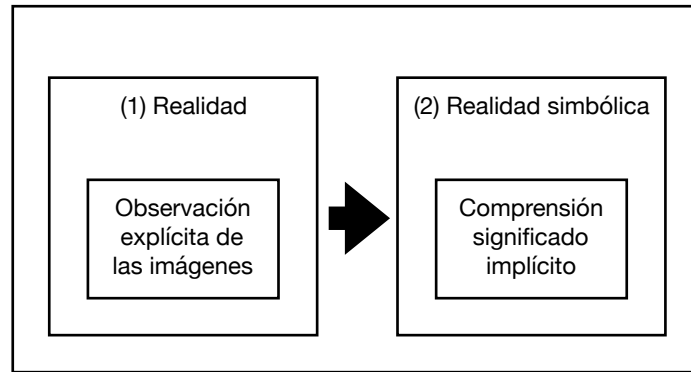 (1) Realidad
Observación
explícita de
las imágenes
(2) Realidad simbólica
Comprensión
significado
implícito